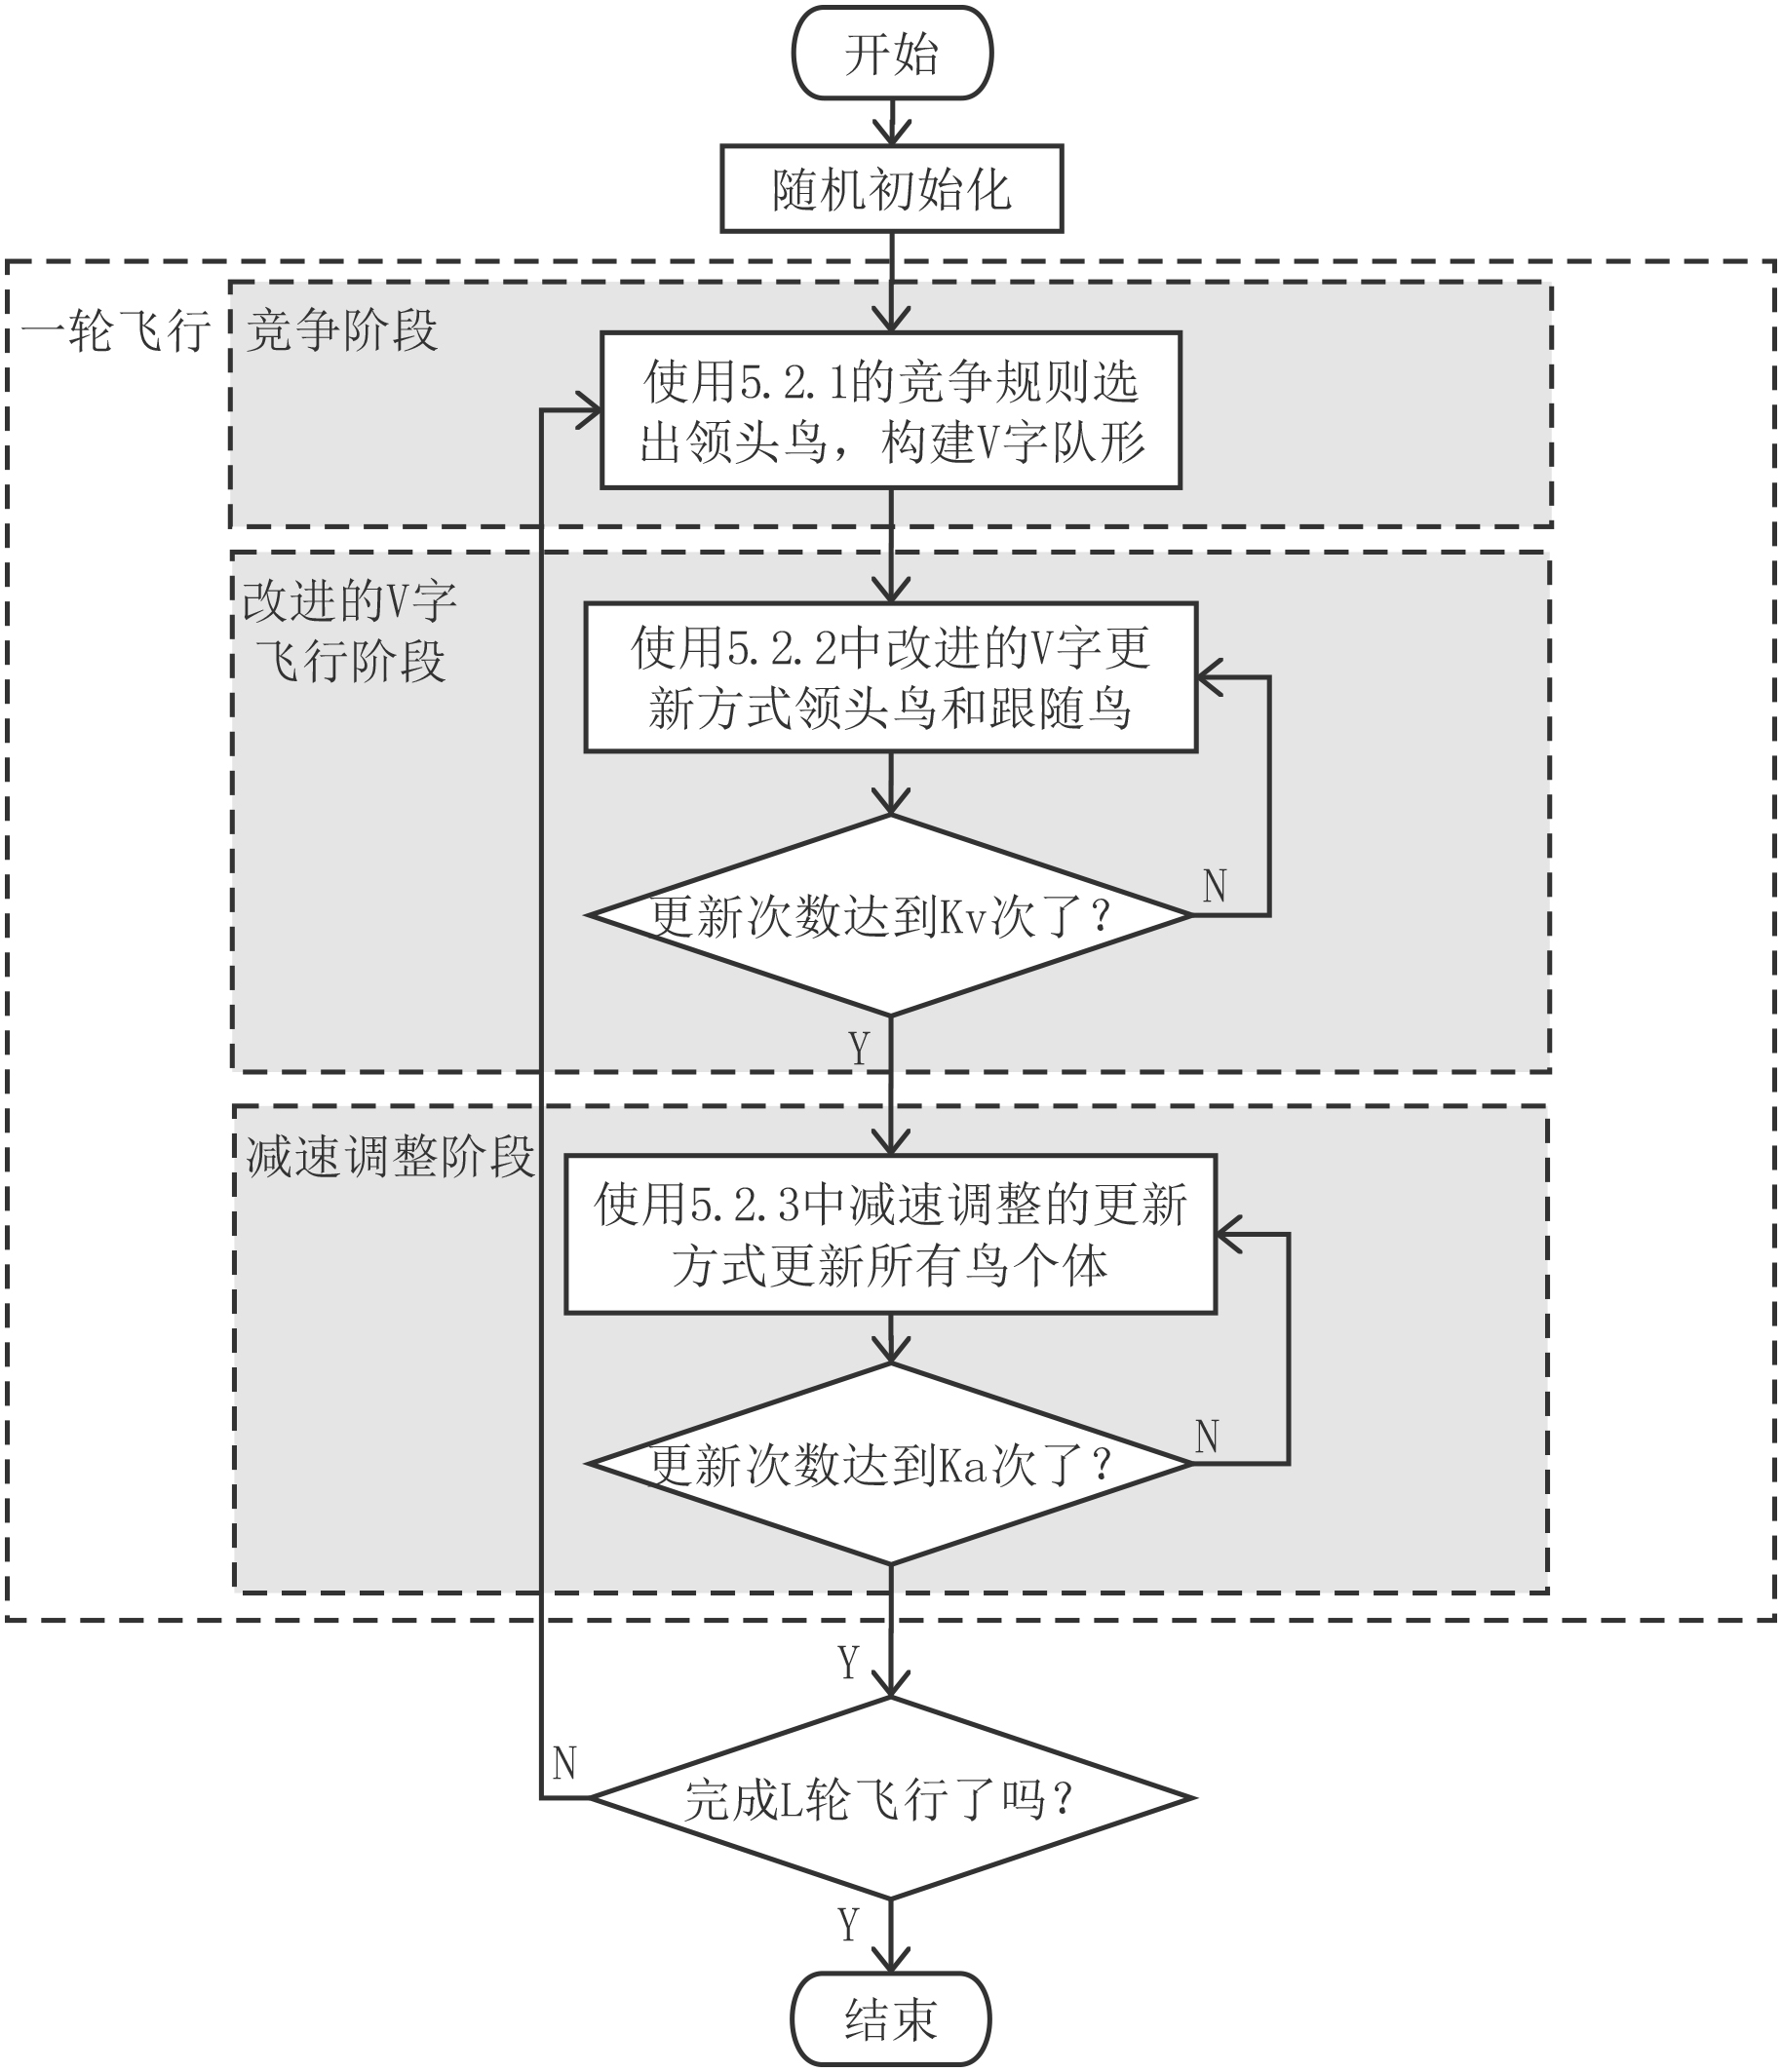 开始
随机初始化
一轮飞行
竞争阶段
使用5.2.1的竞争规则选
出领头鸟，构建V字队形
改进的V字
飞行阶段
使用5.2.2中改进的V字更
新方式领头鸟和跟随鸟
更新次数达到Kv次了？
N
Y
减速调整阶段
使用5.2.3中减速调整的更新
方式更新所有鸟个体
更新次数达到Ka次了？
N
Y
完成L轮飞行了吗？
N
Y
结束